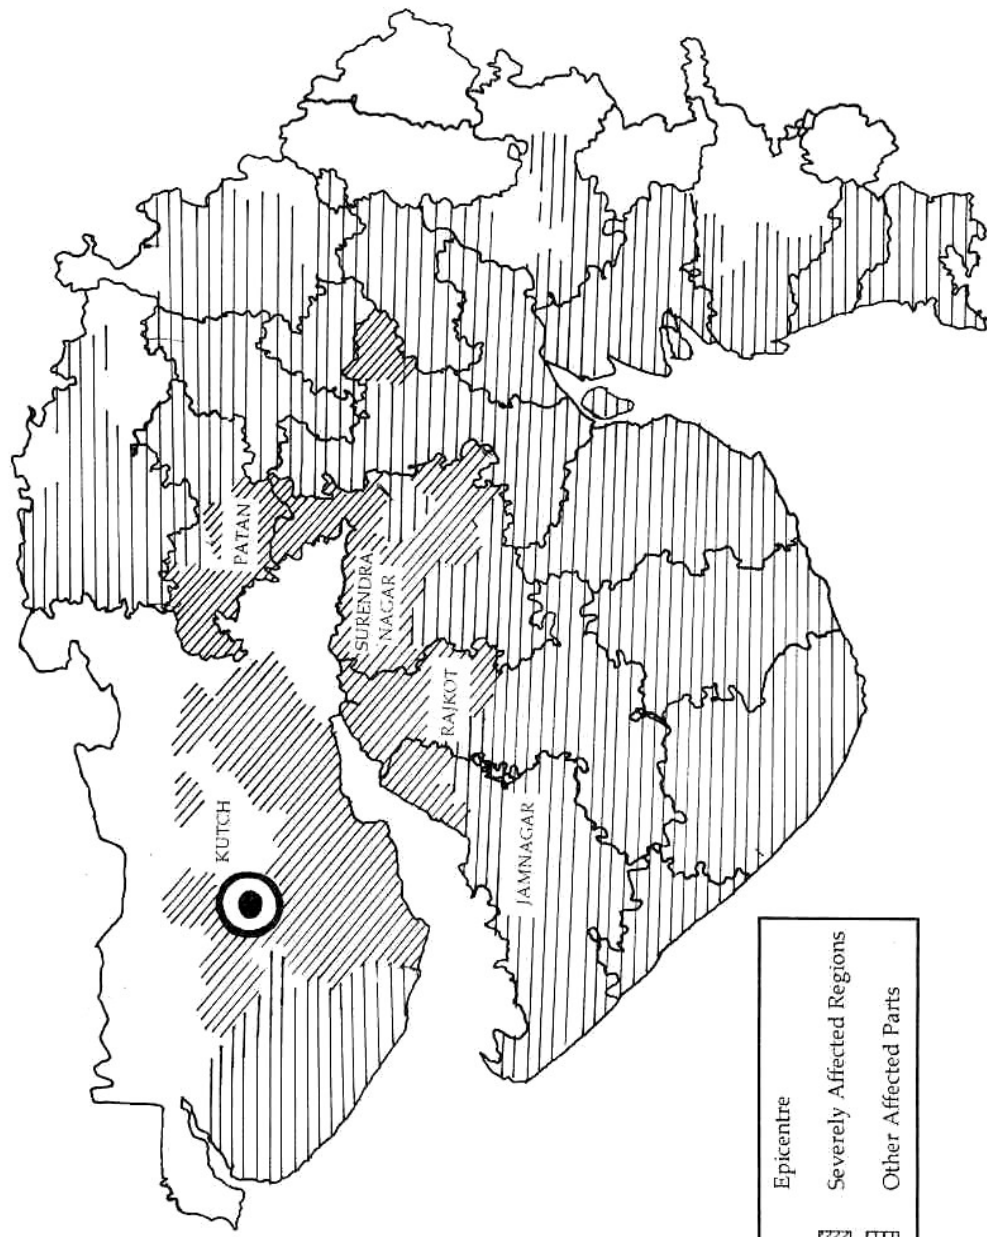 KUTCH
PATAN
SURENDRA
NAGAR
RAJKOT
JAMNAGAR
Epicentre
Severely Affected Regions
Other Affected Parts